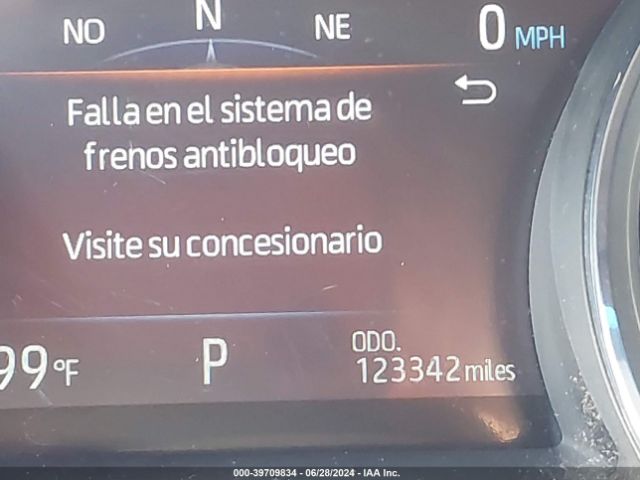 NO N NE 0 MPH
Falla en el sistema de
frenos antibloqueo
Visite su concesionario
99°F P ODO.
123342 miles
000-39709834 - 06/28/2024 - IAA Inc.